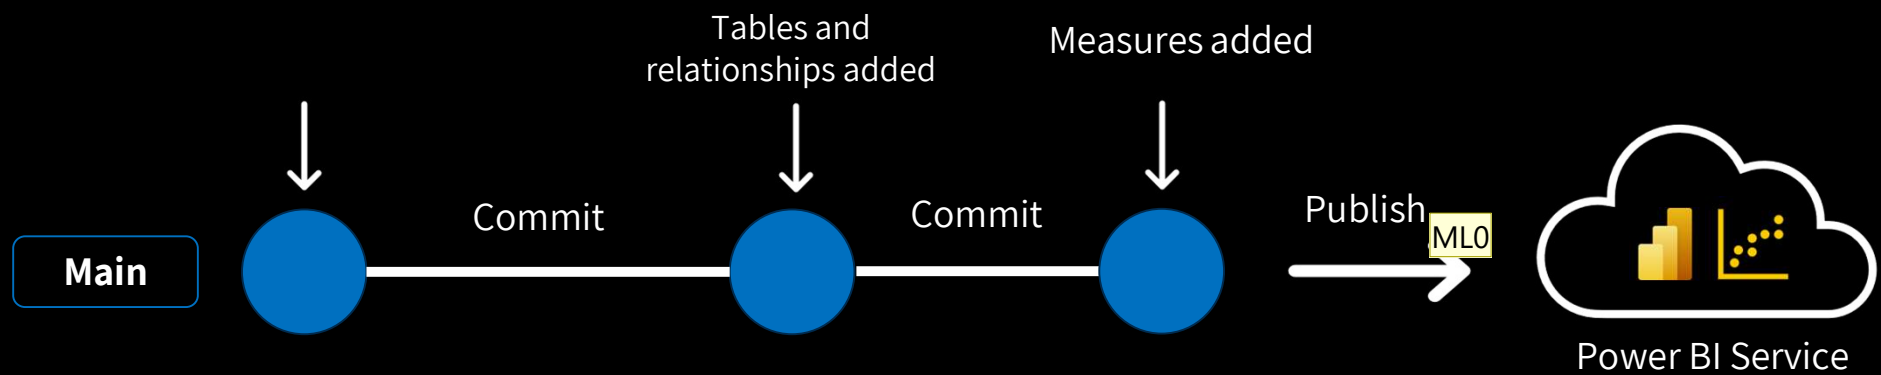 Tables and
relationships added
Measures added
Commit
Commit
Publish
ML0
Main
Power BI Service